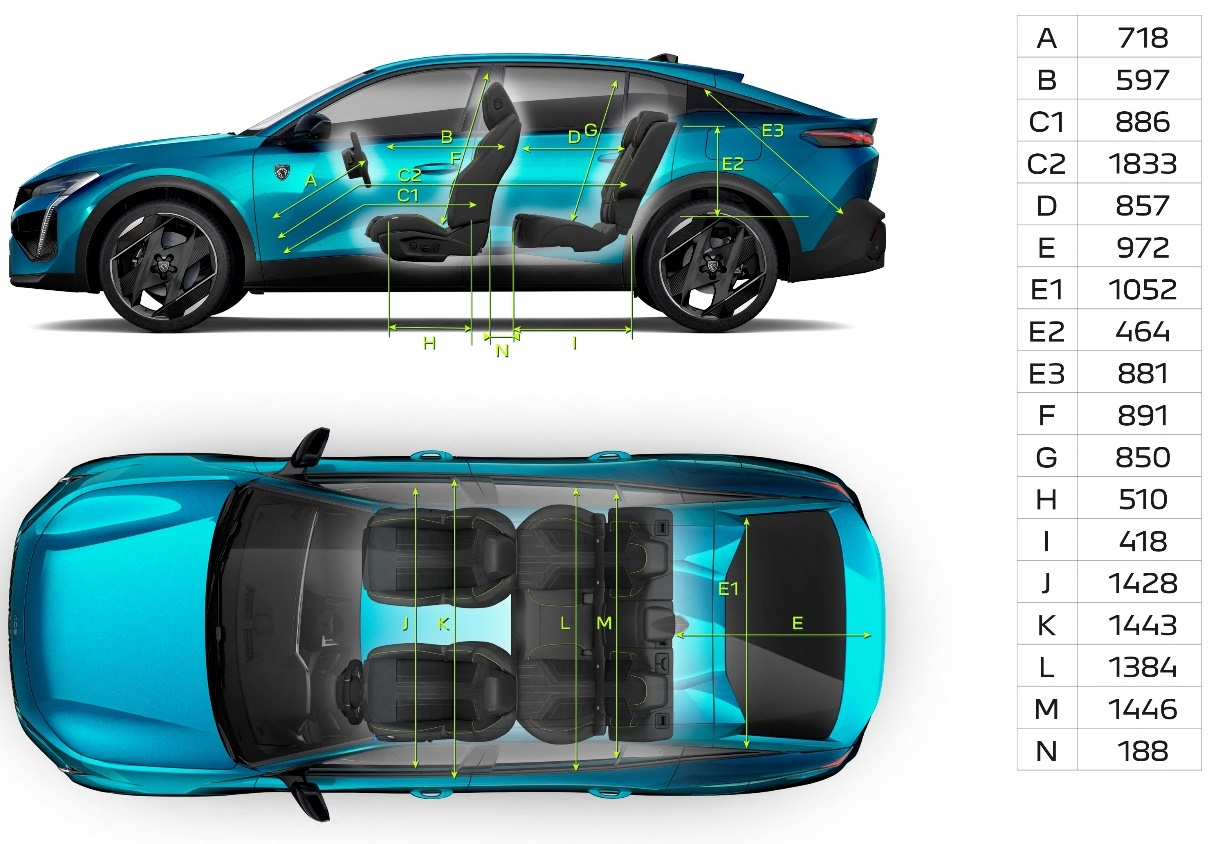 A 718
B 597
C1 886
C2 1833
D 857
E 972
E1 1052
E2 464
E3 881
F 891
G 850
H 510
I 418
J 1428
K 1443
L 1384
M 1446
N 188
B
D
G
E3
F
E2
A
C2
C1
H
N
I
E1
J
K
L
M
E